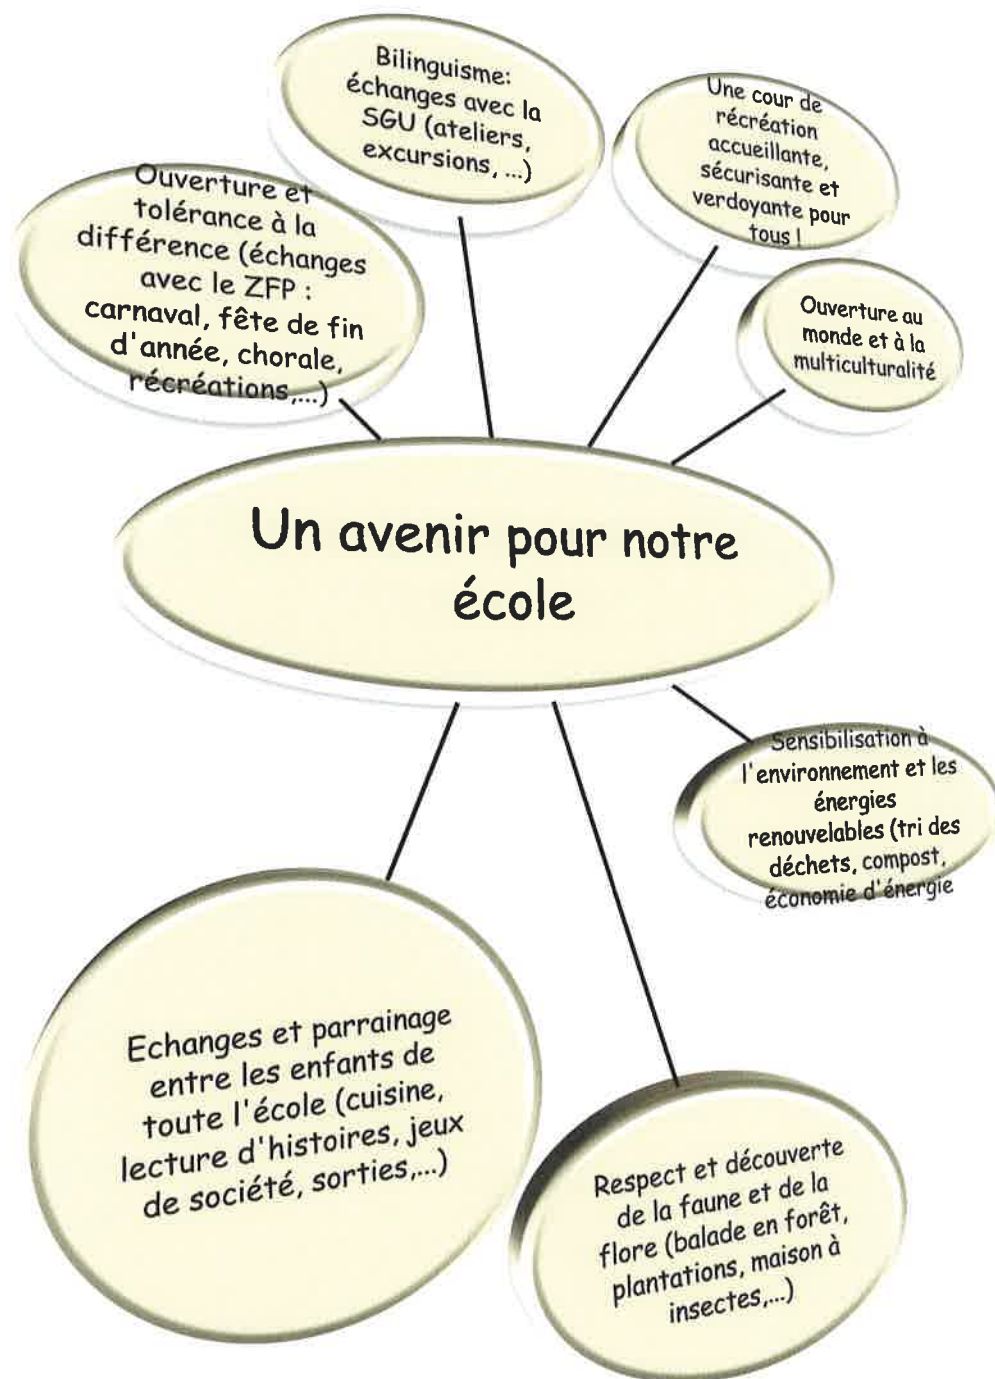 Bilinguisme:
échanges avec la
SGU (ateliers,
excursions, ...)
Une cour de
récréation
accueillante,
sécurisante et
verdoyante pour
tous !
Ouverture et
tolérance à la
différence (échanges
avec le ZFP :
carnaval, fête de fin
d'année, chorale,
récréations,...)
Ouverture au
monde et à la
multiculturalité
Un avenir pour notre
école
Sensibilisation à
l'environnement et les
énergies
renouvelables (tri des
déchets, compost,
économie d'énergie
Echanges et parrainage
entre les enfants de
toute l'école (cuisine,
lecture d'histoires, jeux
de société, sorties,...)
Respect et découverte
de la faune et de la
flore (balade en forêt,
plantations, maison à
insectes,...)